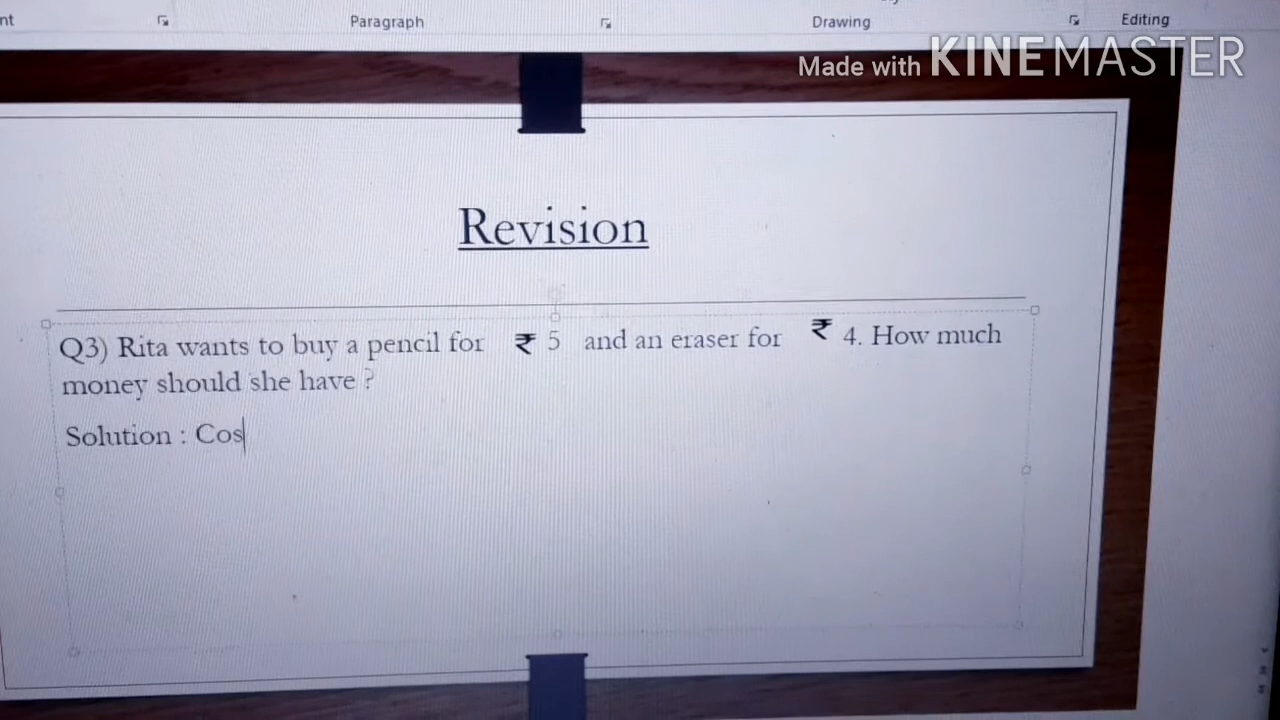 nt Paragraph Drawing Editing
Made with KINEMASTER
Revision
Q3) Rita wants to buy a pencil for ₹ 5 and an eraser for ₹ 4. How much
money should she have ?
Solution : Cos